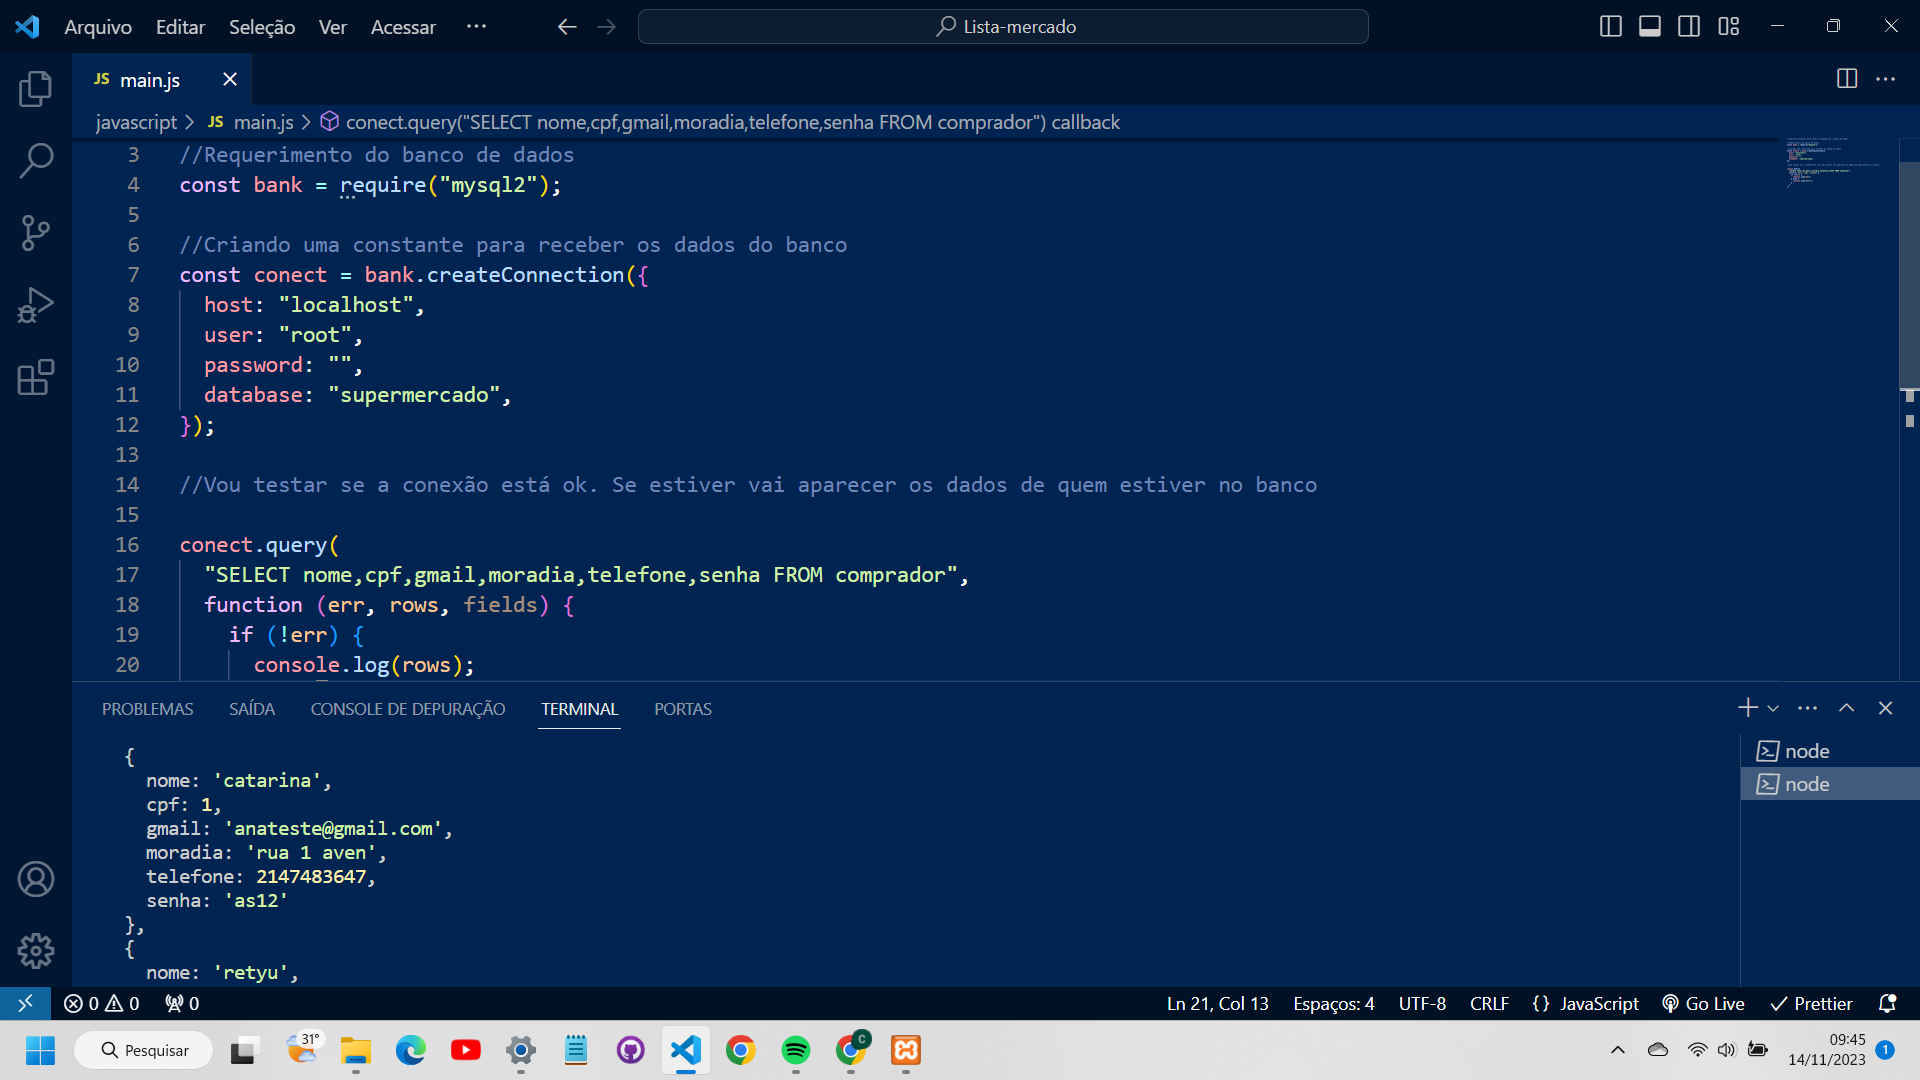 Arquivo Editar Seleção Ver Acessar ··· Lista-mercado
JS main.js
javascript > JS main.js > conect.query("SELECT nome,cpf,gmail,moradia,telefone,senha FROM comprador") callback
3 //Requerimento do banco de dados
4 const bank = require("mysql2");
5
6 //Criando uma constante para receber os dados do banco
7 const conect = bank.createConnection({
8 host: "localhost",
9 user: "root",
10 password: "",
11 database: "supermercado",
12 });
13
14 //Vou testar se a conexão está ok. Se estiver vai aparecer os dados de quem estiver no banco
15
16 conect.query(
17 "SELECT nome,cpf,gmail,moradia,telefone,senha FROM comprador",
18 function (err, rows, fields) {
19 if (!err) {
20 console.log(rows);
PROBLEMAS SAÍDA CONSOLE DE DEPURAÇÃO TERMINAL PORTAS
{
nome: 'catarina',
cpf: 1,
gmail: 'anateste@gmail.com',
moradia: 'rua 1 aven',
telefone: 2147483647,
senha: 'as12'
},
{
nome: 'retyu',
node
node
0 0 0 Ln 21, Col 13 Espaços: 4 UTF-8 CRLF {} JavaScript Go Live Prettier
Pesquisar 31° C 09:45
14/11/2023 1